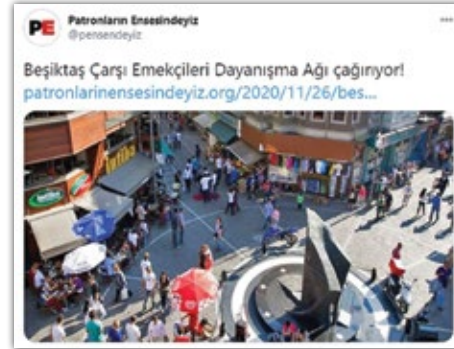 PE
Patronların Ensesindeyiz
@pensendeyiz
Beşiktaş Çarşı Emekçileri Dayanışma Ağı çağırıyor!
patronlarinensesindeyiz.org/2020/11/26/bes...